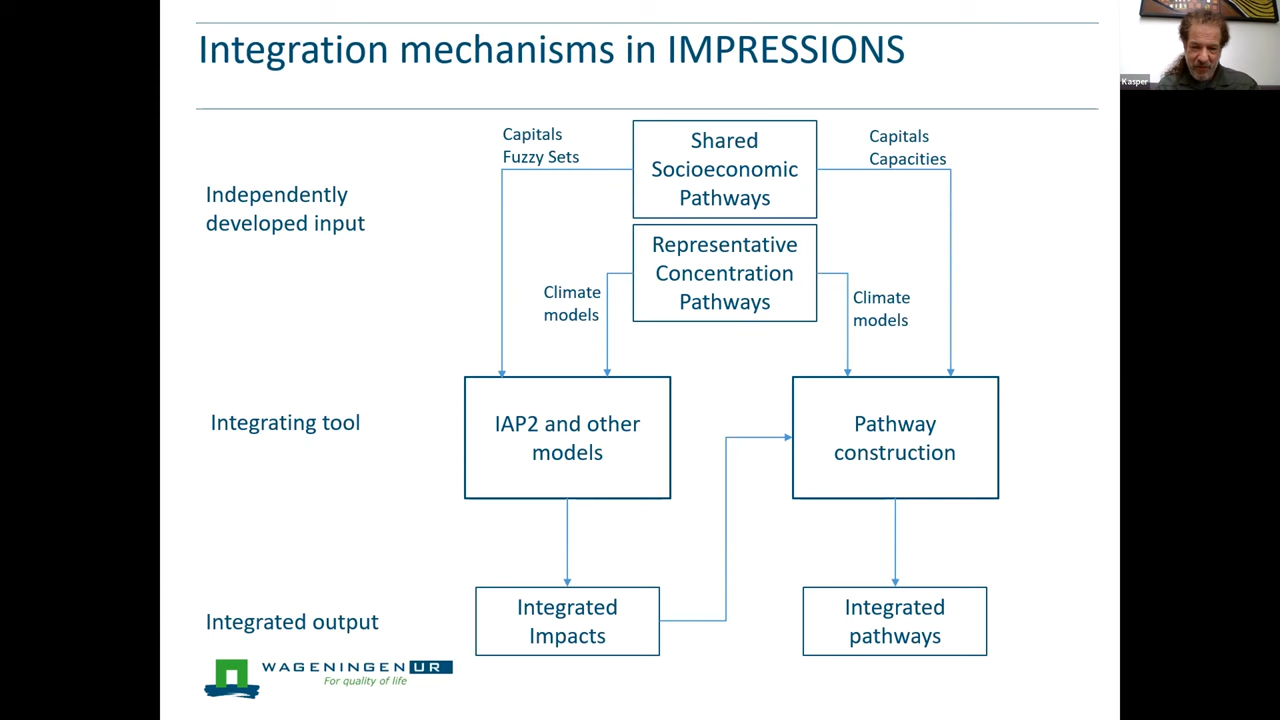 Integration mechanisms in IMPRESSIONS
Kasper
Capitals
Fuzzy Sets
Shared
Socioeconomic
Pathways
Capitals
Capacities
Independently
developed input
Representative
Concentration
Pathways
Climate
models
Climate
models
Integrating tool
IAP2 and other
models
Pathway
construction
Integrated output
Integrated
Impacts
Integrated
pathways
WAGENINGEN UR
For quality of life